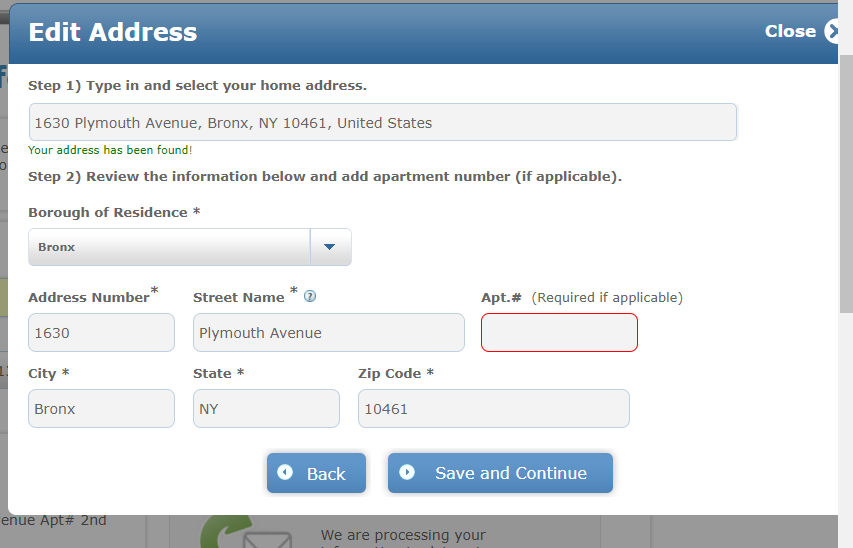 Edit Address
Close
Step 1) Type in and select your home address.
1630 Plymouth Avenue, Bronx, NY 10461, United States
Your address has been found!
Step 2) Review the information below and add apartment number (if applicable).
Borough of Residence *
Bronx
Address Number* Street Name * Apt.# (Required if applicable)
1630 Plymouth Avenue
City * State * Zip Code *
Bronx NY 10461
Back Save and Continue
enue Apt# 2nd
We are processing your